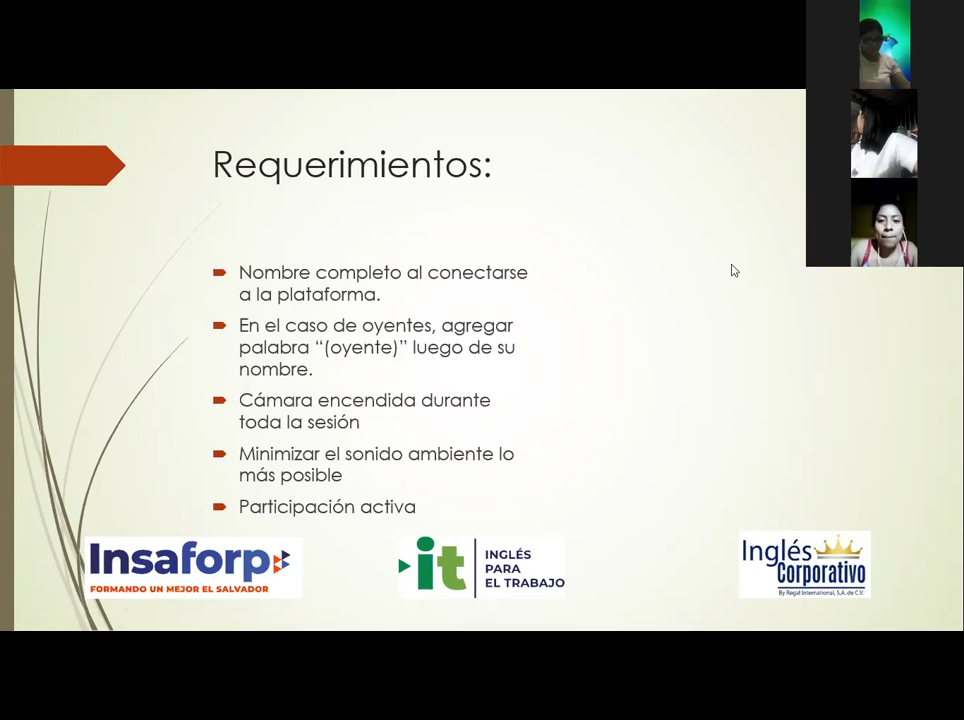 Requerimientos:
Nombre completo al conectarse
a la plataforma.
En el caso de oyentes, agregar
palabra “(oyente)” luego de su
nombre.
Cámara encendida durante
toda la sesión
Minimizar el sonido ambiente lo
más posible
Participación activa
Insaforp
FORMANDO UN MEJOR EL SALVADOR
it
INGLÉS
PARA
EL TRABAJO
Inglés
Corporativo
By Regal International, S.A. de C.V.